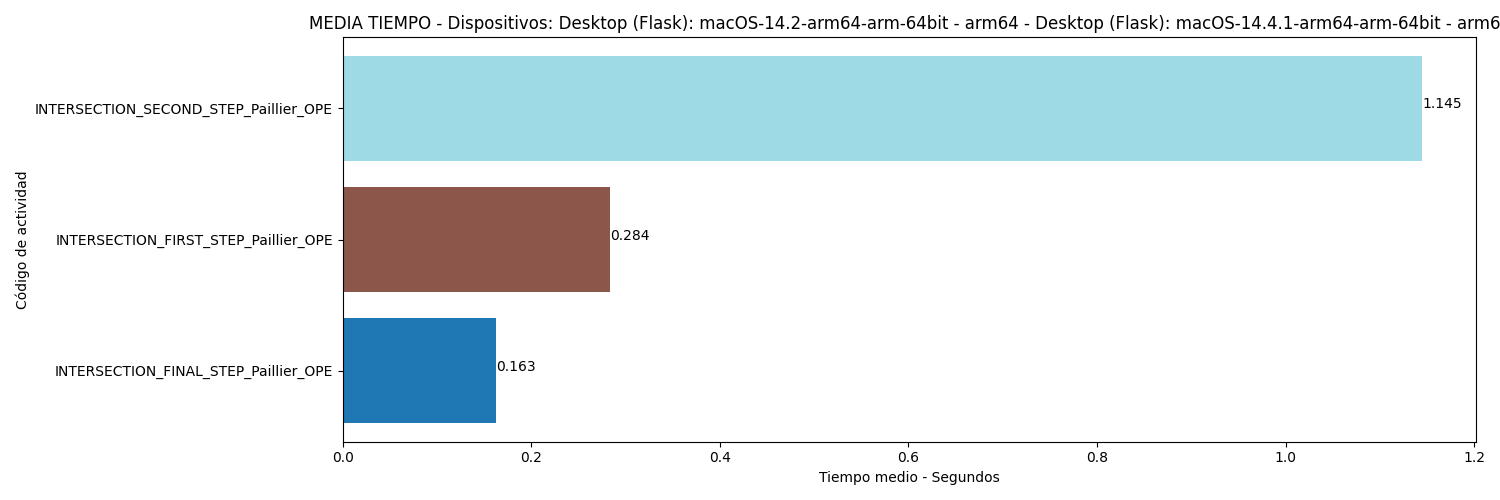 MEDIA TIEMPO - Dispositivos: Desktop (Flask): macOS-14.2-arm64-arm-64bit - arm64 - Desktop (Flask): macOS-14.4.1-arm64-arm-64bit - arm6
Código de actividad
INTERSECTION_SECOND_STEP_Paillier_OPE
1.145
INTERSECTION_FIRST_STEP_Paillier_OPE
0.284
INTERSECTION_FINAL_STEP_Paillier_OPE
0.163
0.0 0.2 0.4 0.6 0.8 1.0 1.2
Tiempo medio - Segundos